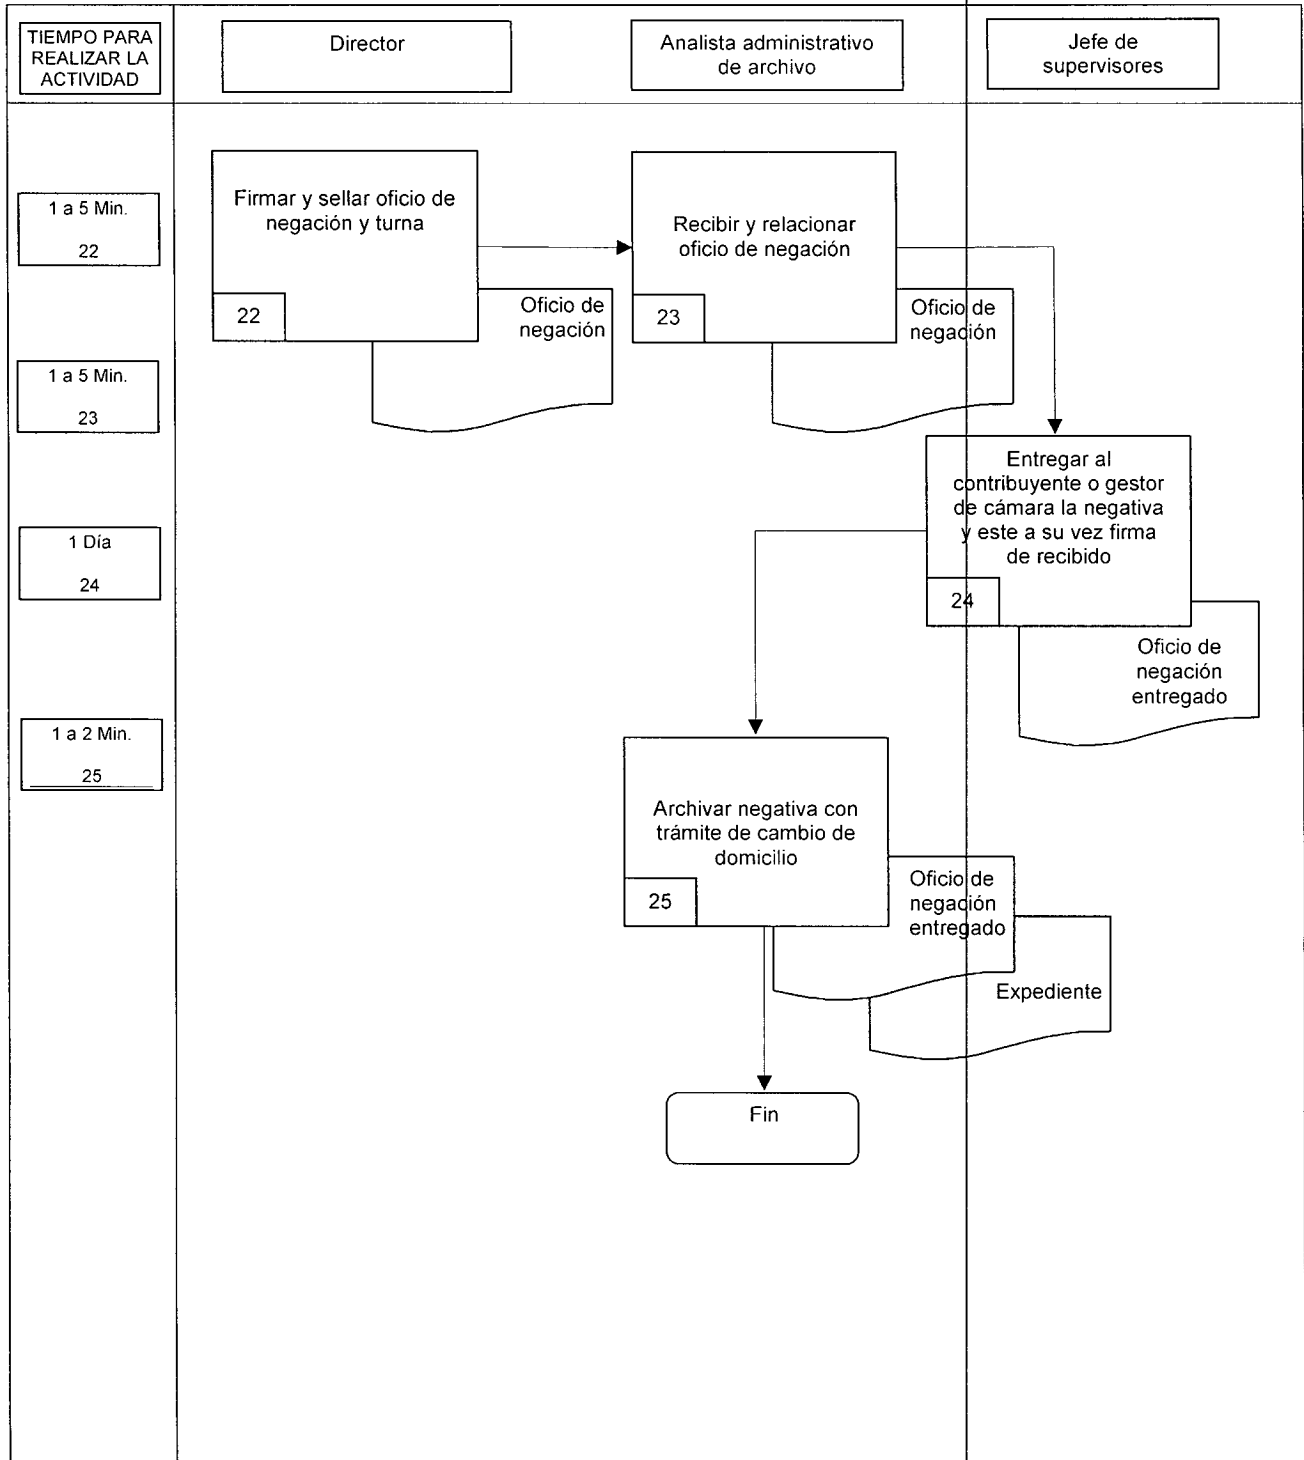 TIEMPO PARA
REALIZAR LA
ACTIVIDAD
Director
Analista administrativo
de archivo
Jefe de
supervisores
1 a 5 Min.
22
Firmar y sellar oficio de
negación y turna
22
Oficio de
negación
Recibir y relacionar
oficio de negación
23
Oficio de
negación
1 a 5 Min.
23
Entregar al
contribuyente o gestor
de cámara la negativa
y este a su vez firma
de recibido
24
Oficio de
negación
entregado
1 Día
24
1 a 2 Min.
25
Archivar negativa con
trámite de cambio de
domicilio
25
Oficio de
negación
entregado
Expediente
Fin